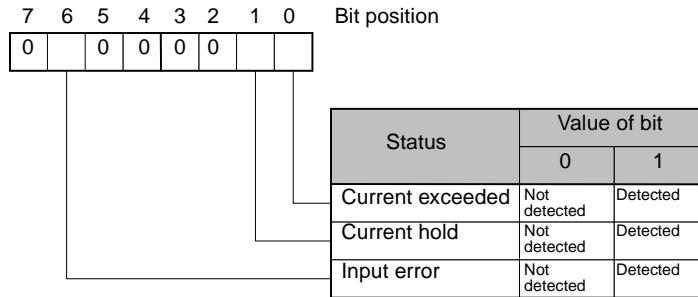 7 6 5 4 3 2 1 0 Bit position
0 0 0 0 0
Status Value of bit
0 1
Current exceeded Not detected Detected
Current hold Not detected Detected
Input error Not detected Detected